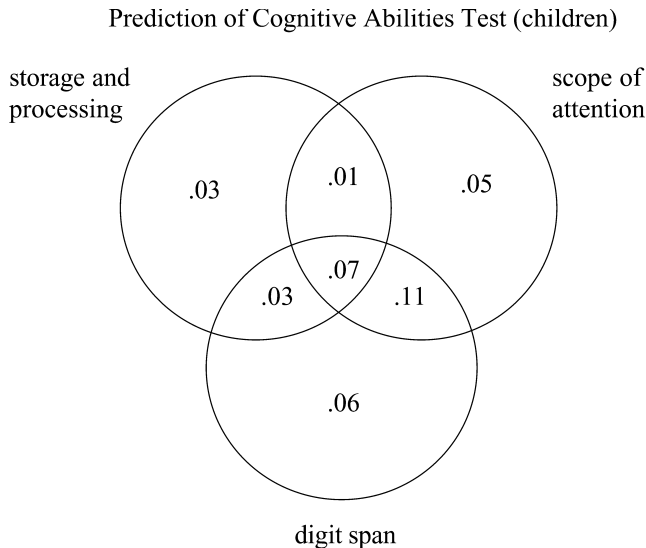 Prediction of Cognitive Abilities Test (children)
storage and
processing
scope of
attention
.01
.03
.05
.07
.03
.11
.06
digit span